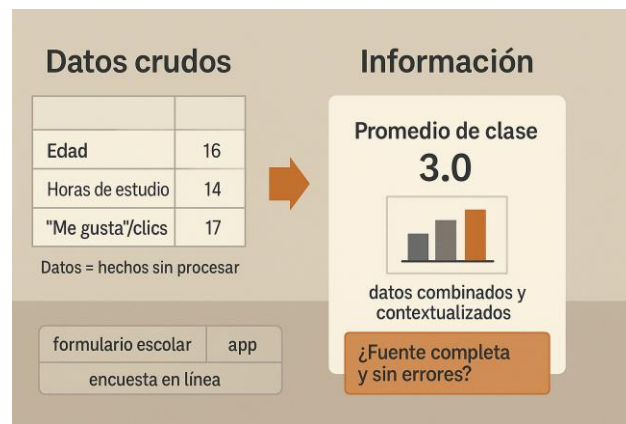 Datos crudos
Edad 16
Horas de estudio 14
"Me gusta"/clics 17
Datos = hechos sin procesar
formulario escolar app
encuesta en línea
Información
Promedio de clase
3.0
datos combinados y
contextualizados
¿Fuente completa
y sin errores?